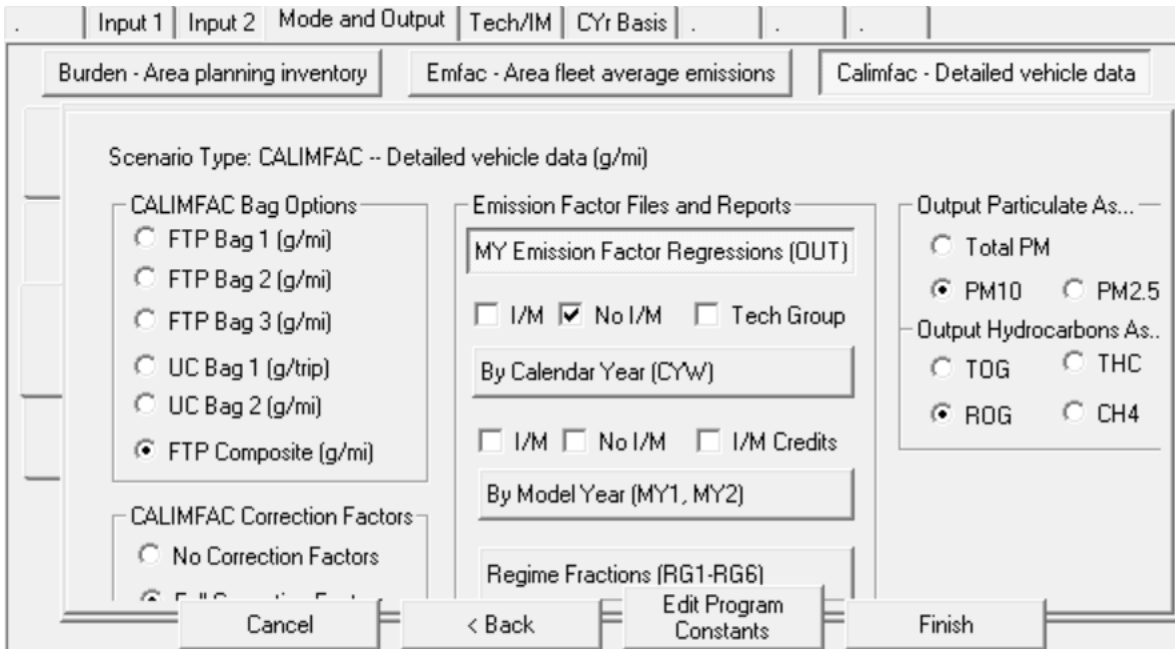 . Input 1 Input 2 Mode and Output Tech/IM CYr Basis . . .
Burden - Area planning inventory Emfac - Area fleet average emissions Calimfac - Detailed vehicle data
Scenario Type: CALIMFAC -- Detailed vehicle data (g/mi)
CALIMFAC Bag Options
FTP Bag 1 (g/mi)
FTP Bag 2 (g/mi)
FTP Bag 3 (g/mi)
UC Bag 1 (g/trip)
UC Bag 2 (g/mi)
FTP Composite (g/mi)
CALIMFAC Correction Factors
No Correction Factors
Full Correction Factors
Emission Factor Files and Reports
MY Emission Factor Regressions (OUT)
I/M No I/M Tech Group
By Calendar Year (CYW)
I/M No I/M I/M Credits
By Model Year (MY1, MY2)
Regime Fractions (RG1-RG6)
Output Particulate As...
Total PM
PM10 PM2.5
Output Hydrocarbons As..
TOG THC
ROG CH4
Cancel < Back Edit Program
Constants Finish